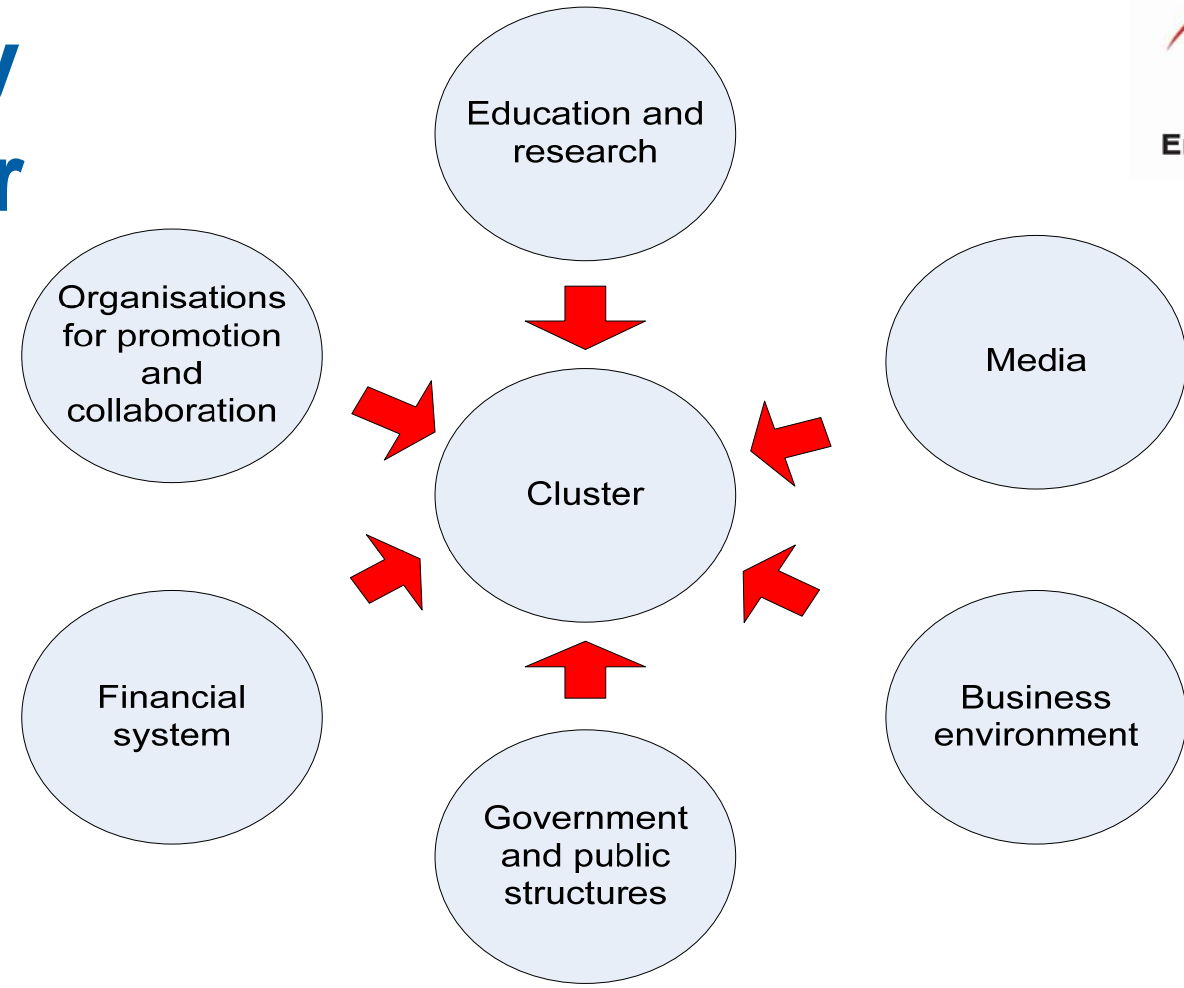 y
r
Education and
research
Organisations
for promotion
and
collaboration
Media
Cluster
Financial
system
Business
environment
Government
and public
structures